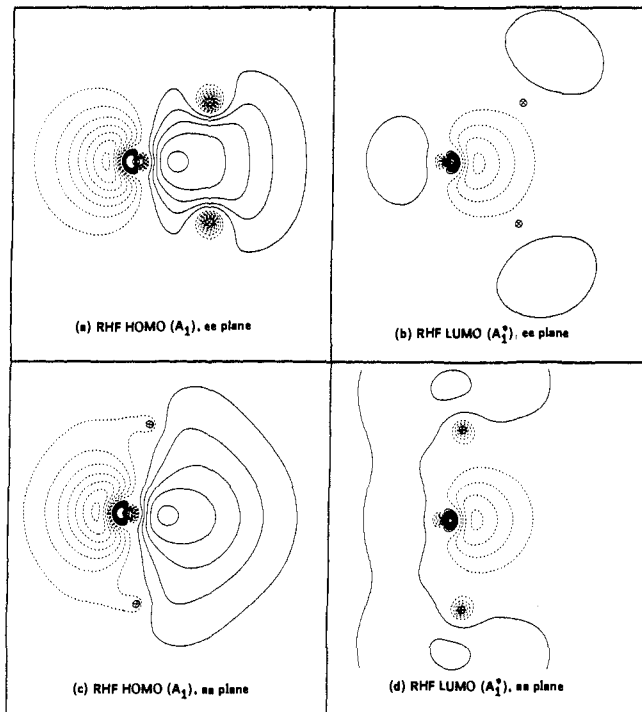 (a) RHF HOMO (A₁), ee plane
(b) RHF LUMO (A₁*), ee plane
(c) RHF HOMO (A₁), aa plane
(d) RHF LUMO (A₁*), aa plane